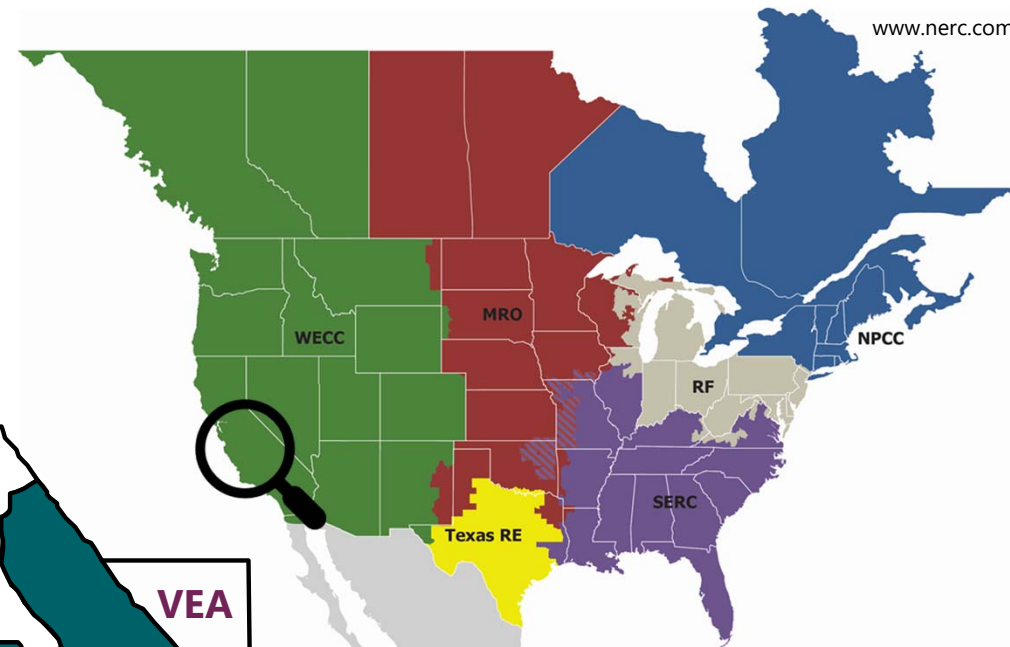 www.nerc.com
WECC
MRO
NPCC
RF
SERC
Texas RE
VEA